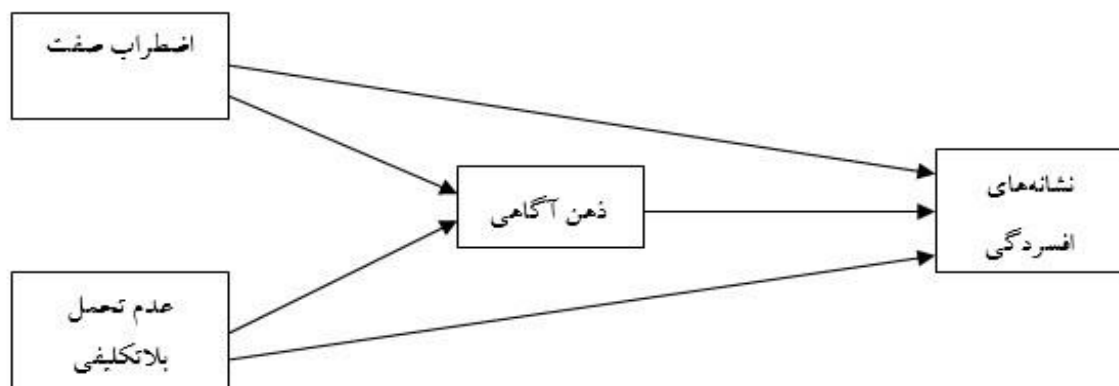 اضطراب صفت
ذهن آگاهی
نشانه‌های
افسردگی
عدم تحمل
بلاتکلیفی